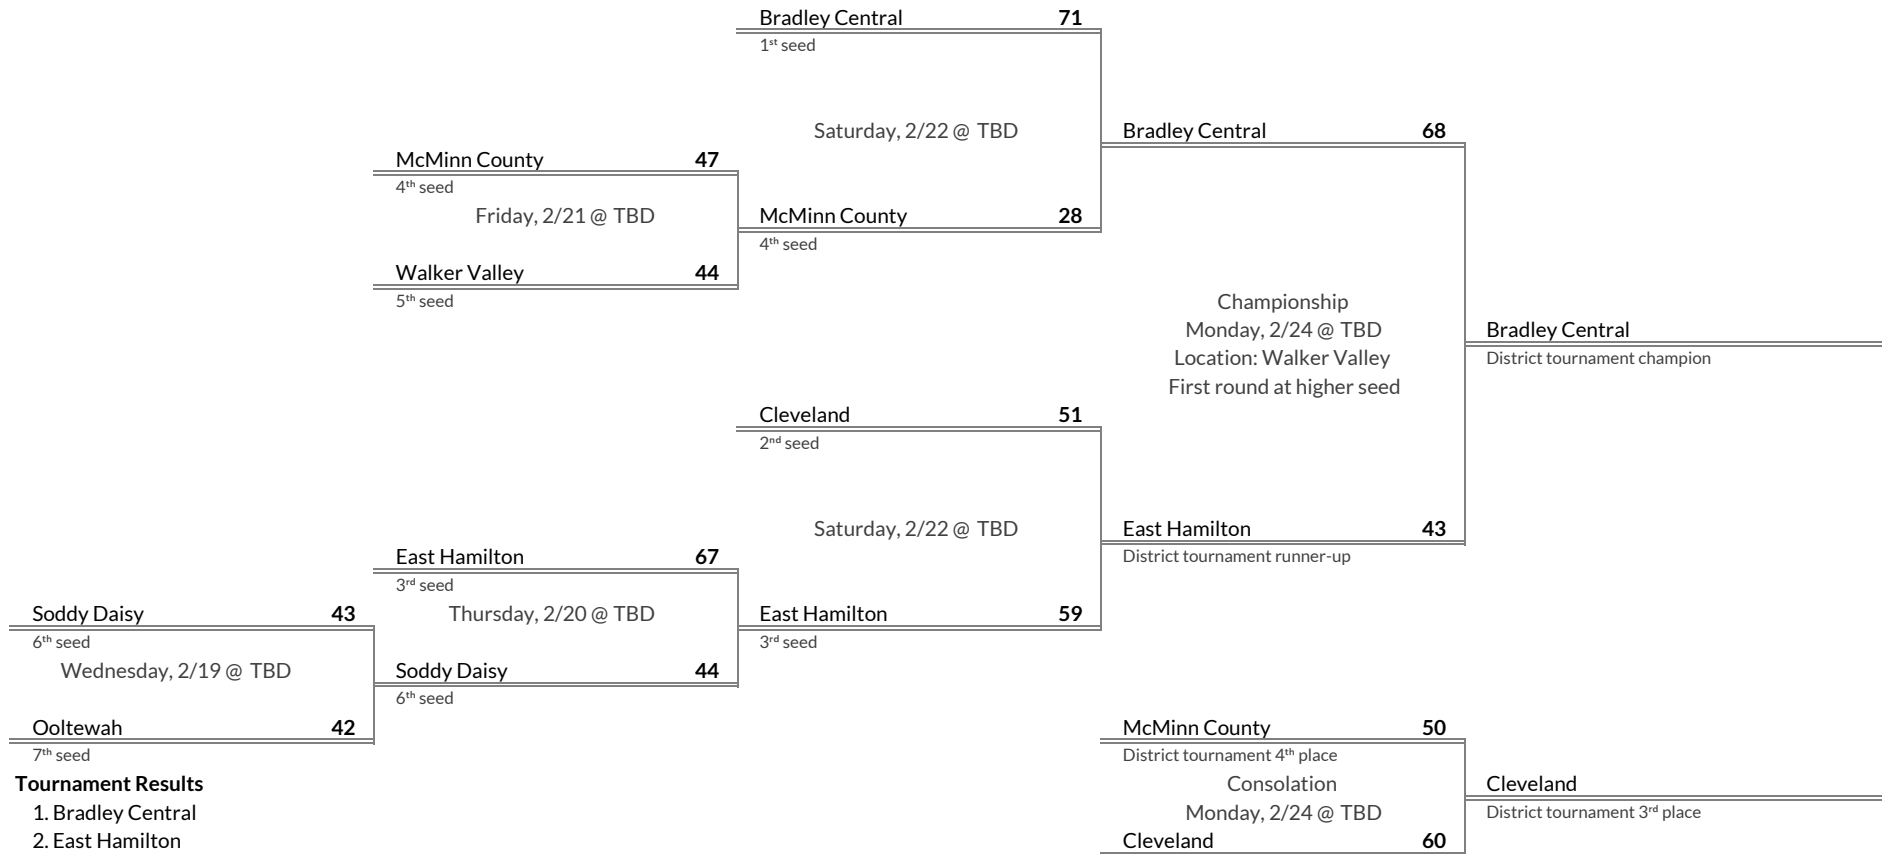 Bradley Central 71
1st seed
Saturday, 2/22 @ TBD
Bradley Central 68
McMinn County 47
4th seed
Friday, 2/21 @ TBD
McMinn County 28
4th seed
Walker Valley 44
5th seed
Championship
Monday, 2/24 @ TBD
Location: Walker Valley
First round at higher seed
Bradley Central
District tournament champion
Cleveland 51
2nd seed
Saturday, 2/22 @ TBD
East Hamilton 43
District tournament runner-up
East Hamilton 67
3rd seed
Thursday, 2/20 @ TBD
East Hamilton 59
3rd seed
Soddy Daisy 43
6th seed
Wednesday, 2/19 @ TBD
Soddy Daisy 44
6th seed
Ooltewah 42
7th seed
McMinn County 50
District tournament 4th place
Consolation
Monday, 2/24 @ TBD
Cleveland 60
Cleveland
District tournament 3rd place
Tournament Results
1. Bradley Central
2. East Hamilton